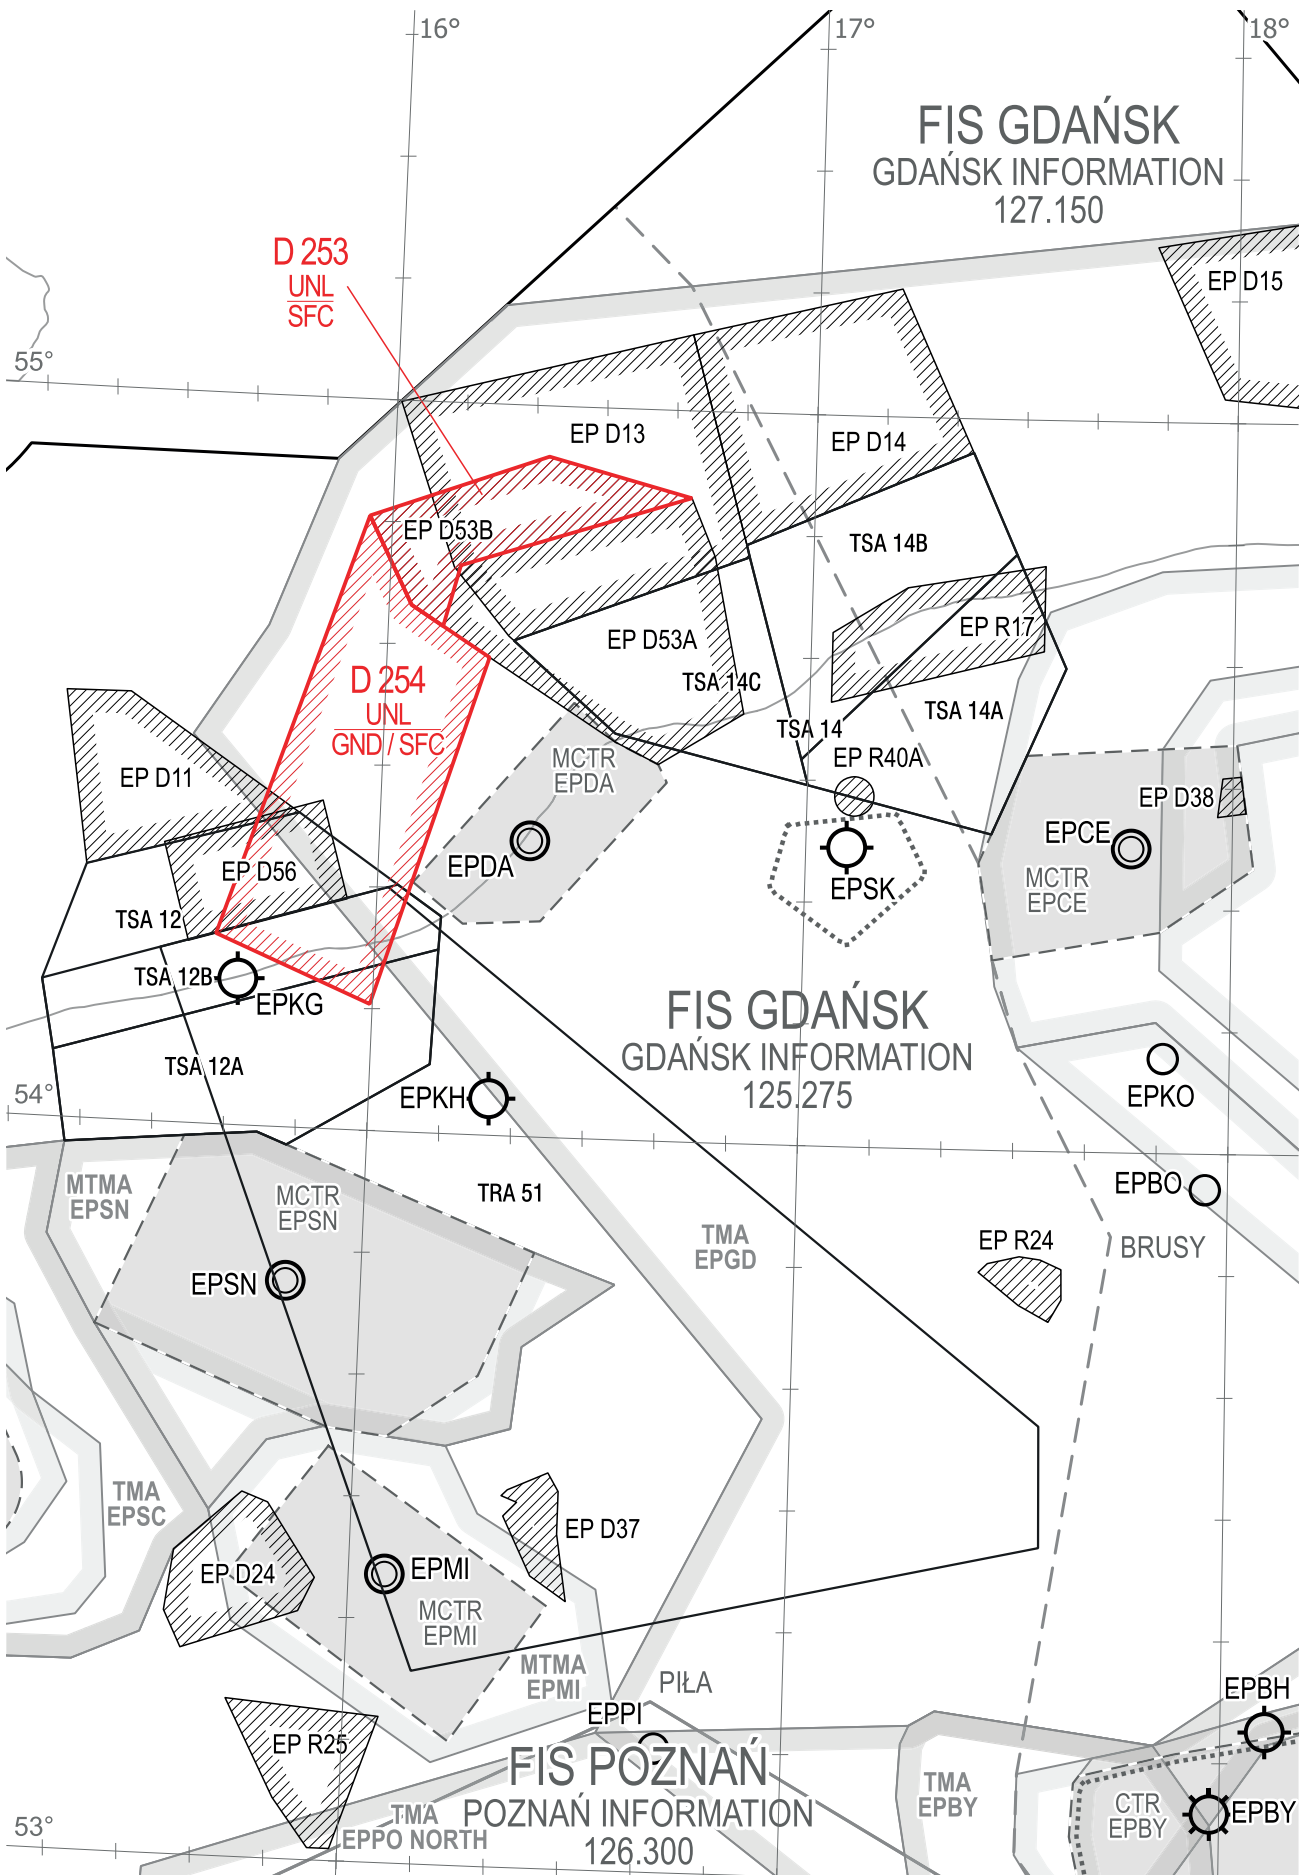 16°
17°
18°
FIS GDAŃSK
GDAŃSK INFORMATION
127.150
D 253
UNL
SFC
EP D15
55°
EP D13
EP D14
EP D53B
TSA 14B
EP R17
EP D53A
TSA 14C
D 254
UNL
GND / SFC
TSA 14A
TSA 14
EP R40A
MCTR
EPDA
EP D11
EP D38
EPCE
EPDA
EPSK
MCTR
EPCE
EP D56
TSA 12
TSA 12B
EPKG
FIS GDAŃSK
GDAŃSK INFORMATION
125.275
TSA 12A
54°
EPKH
EPKO
MTMA
EPSN
MCTR
EPSN
TRA 51
EPBO
TMA
EPGD
EP R24
BRUSY
EPSN
TMA
EPSC
EP D37
EP D24
EPMI
MCTR
EPMI
MTMA
EPMI
PIŁA
EPPI
EPBH
EP R25
FIS POZNAŃ
POZNAŃ INFORMATION
126.300
TMA
EPPO NORTH
TMA
EPBY
CTR
EPBY
EPBY
53°